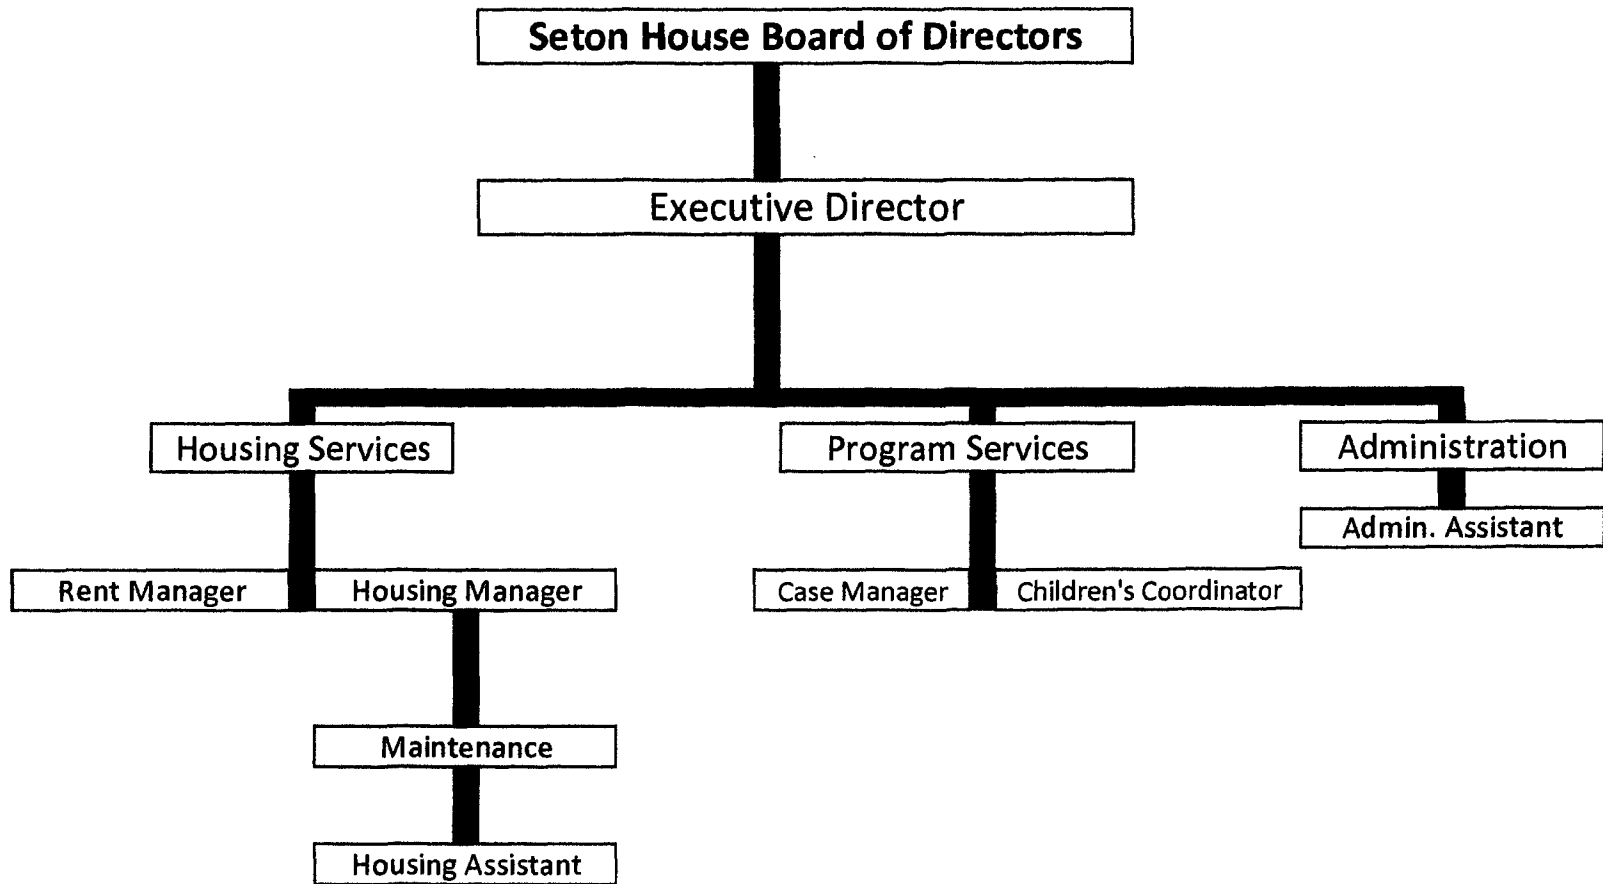 Seton House Board of Directors
Executive Director
Housing Services
Program Services
Administration
Admin. Assistant
Rent Manager
Housing Manager
Case Manager
Children's Coordinator
Maintenance
Housing Assistant